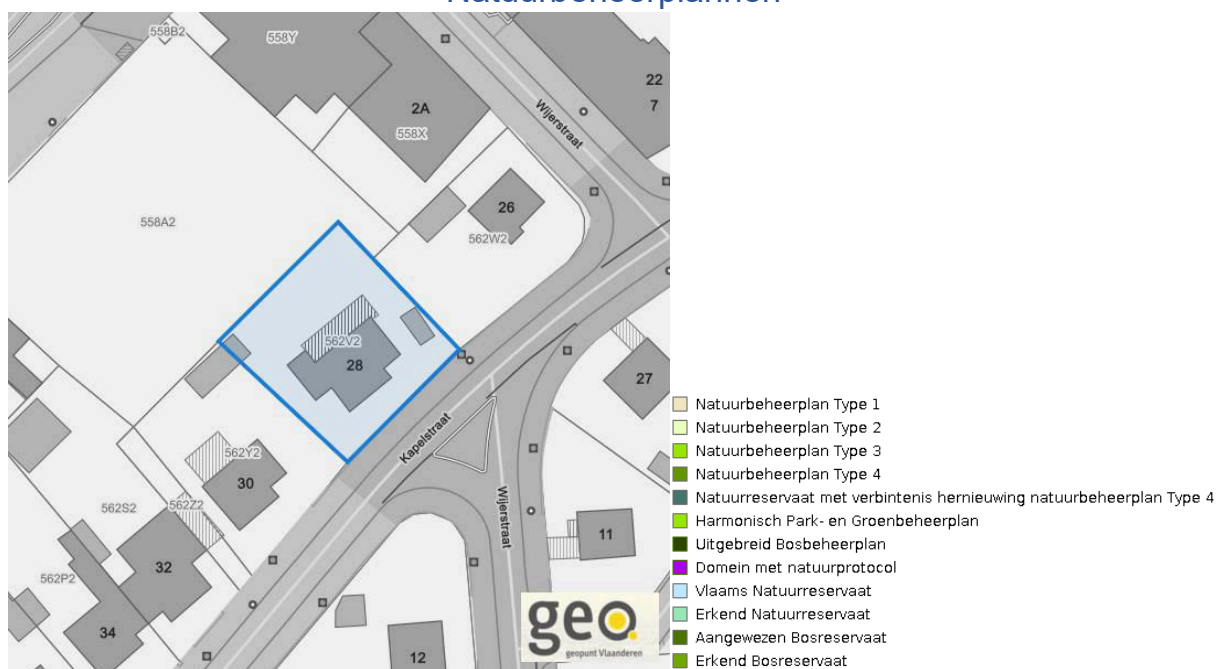 Natuurbeheerplannen
558B2
558Y
22
7
2A
558X
Wijerstraat
26
562W2
558A2
562V2
28
27
Kapelstraat
562Y2
30
562S2
562Z2
Wijerstraat
11
32
562P2
34
12
geo
geopunt Vlaanderen
Natuurbeheerplan Type 1
Natuurbeheerplan Type 2
Natuurbeheerplan Type 3
Natuurbeheerplan Type 4
Natuurreservaat met verbintenis hernieuwing natuurbeheerplan Type 4
Harmonisch Park- en Groenbeheerplan
Uitgebreid Bosbeheerplan
Domein met natuurprotocol
Vlaams Natuurreservaat
Erkend Natuurreservaat
Aangewezen Bosreservaat
Erkend Bosreservaat